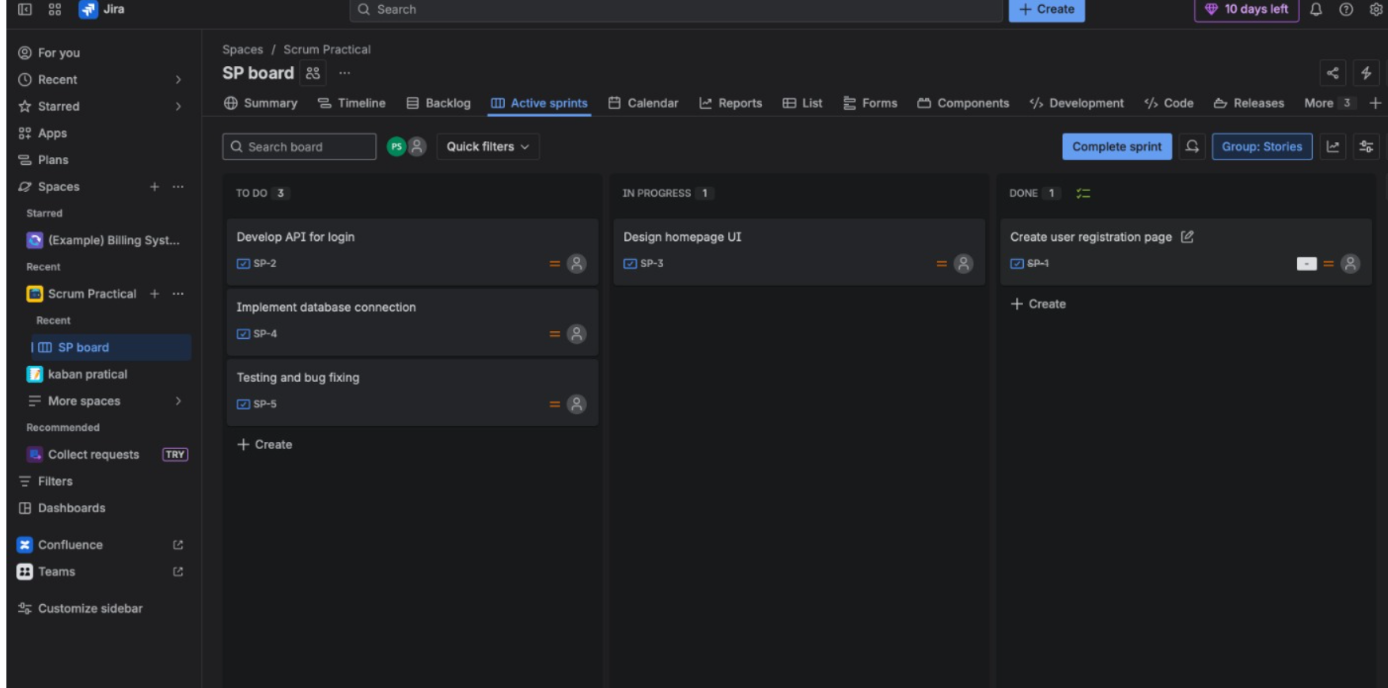 Jira
Search
+ Create
10 days left
For you
Recent
Starred
Apps
Plans
Spaces
Starred
(Example) Billing Syst...
Recent
Scrum Practical
Recent
SP board
kaban pratical
More spaces
Recommended
Collect requests TRY
Filters
Dashboards
Confluence
Teams
Customize sidebar
Spaces / Scrum Practical
SP board
Summary Timeline Backlog Active sprints Calendar Reports List Forms Components Development Code Releases More 3
Search board PS Quick filters Complete sprint Group: Stories
TO DO 3
Develop API for login
SP-2
Implement database connection
SP-4
Testing and bug fixing
SP-5
+ Create
IN PROGRESS 1
Design homepage UI
SP-3
DONE 1
Create user registration page
SP-1 -
+ Create